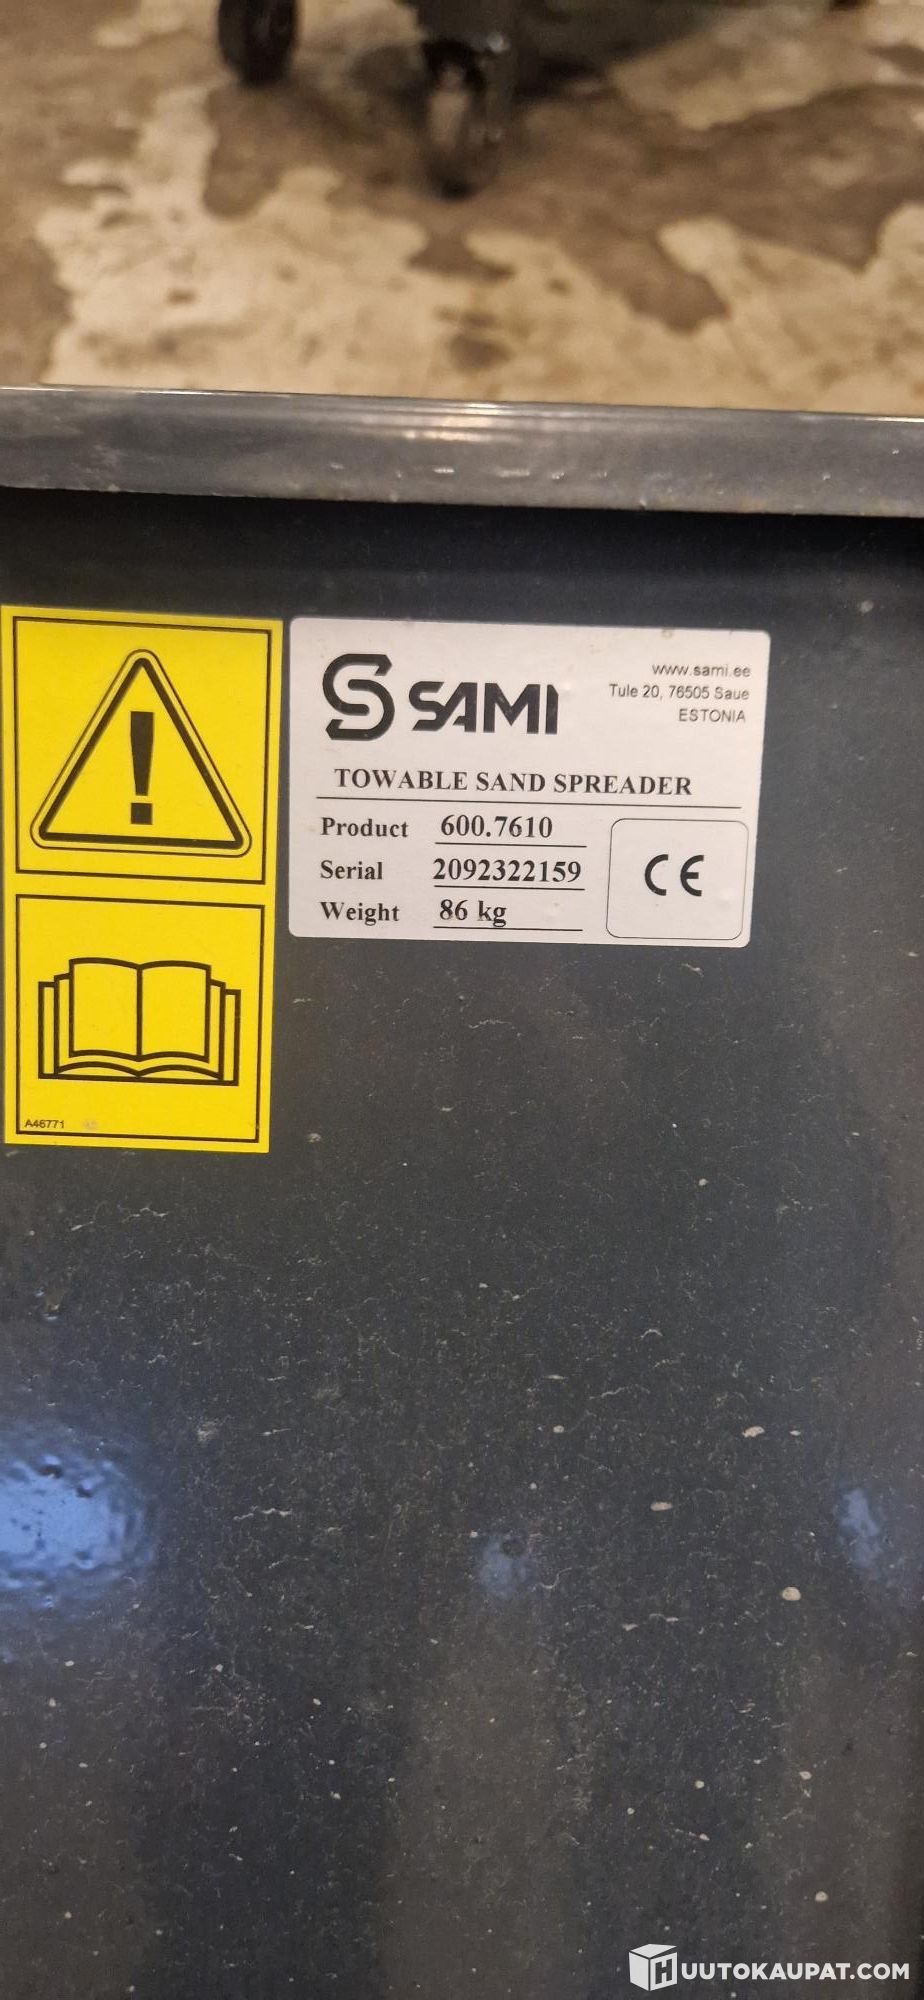 SAMI
www.sami.ee
Tule 20, 76505 Saue
ESTONIA
TOWABLE SAND SPREADER
Product 600.7610
Serial 2092322159
Weight 86 kg
CE
A46771
HUUTOKAUPAT.COM